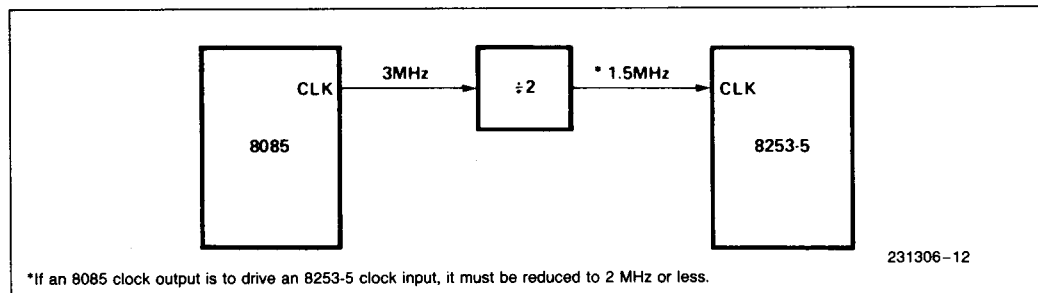 3MHz
* 1.5MHz
CLK
÷2
CLK
8085
8253-5
231306-12
*If an 8085 clock output is to drive an 8253-5 clock input, it must be reduced to 2 MHz or less.